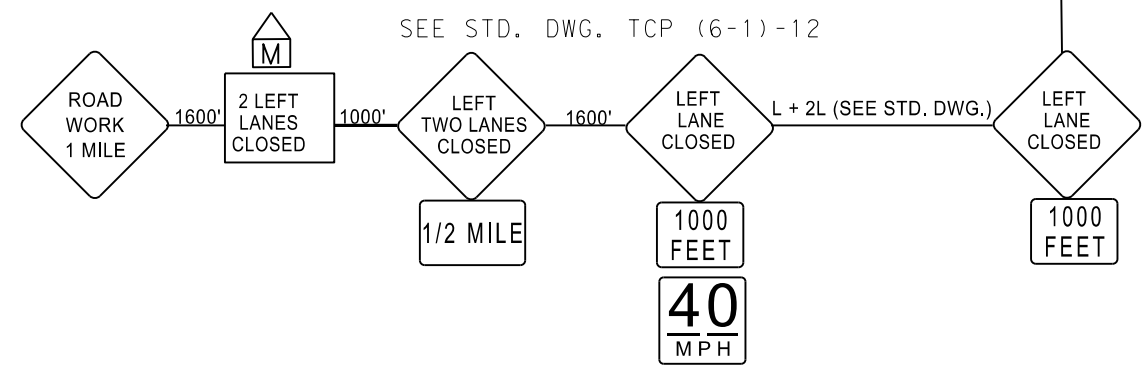 SEE STD. DWG. TCP (6-1)-12
M
ROAD
WORK
1 MILE
1600'
2 LEFT
LANES
CLOSED
1000'
LEFT
TWO LANES
CLOSED
1/2 MILE
1600'
LEFT
LANE
CLOSED
1000
FEET
40
MPH
L + 2L (SEE STD. DWG.)
LEFT
LANE
CLOSED
1000
FEET